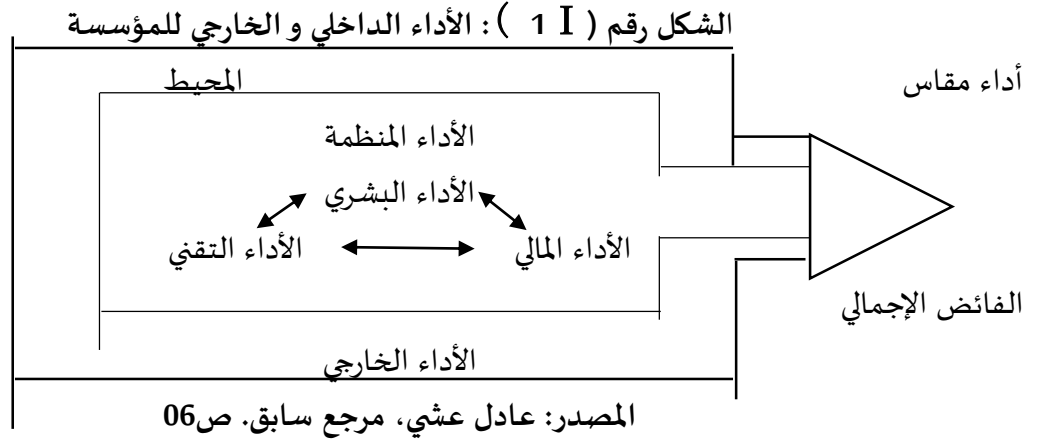 الشكل رقم ( I 1 ): الأداء الداخلي و الخارجي للمؤسسة
أداء مقاس
المحيط
الأداء المنظمة
الأداء البشري
الأداء المالي
الأداء التقني
الفائض الإجمالي
الأداء الخارجي
المصدر: عادل عشي، مرجع سابق. ص06